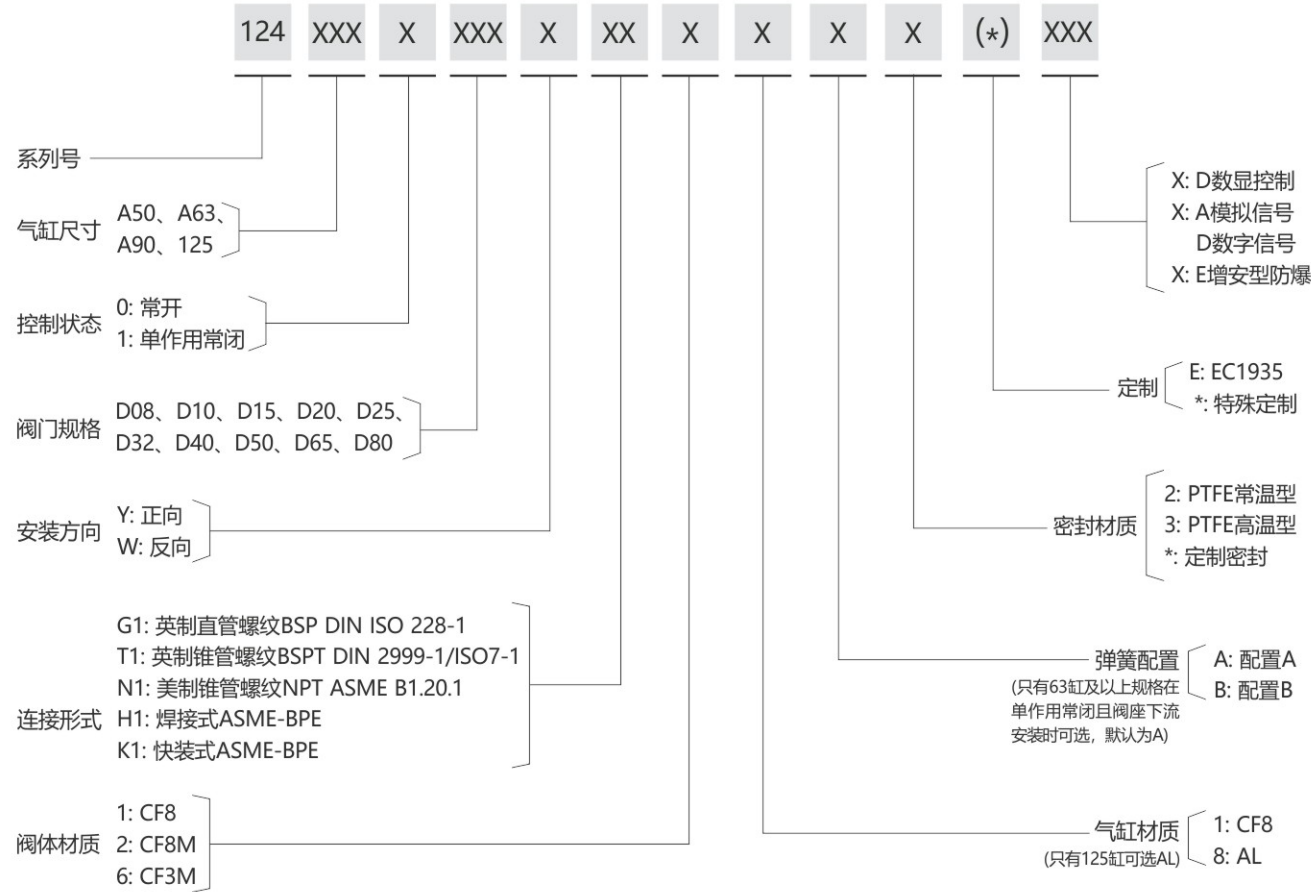 124 XXX X XXX X XX X X X X (*) XXX
系列号
气缸尺寸
A50、A63、
A90、125
控制状态
0: 常开
1: 单作用常闭
阀门规格
D08、D10、D15、D20、D25、
D32、D40、D50、D65、D80
安装方向
Y: 正向
W: 反向
连接形式
G1: 英制直管螺纹BSP DIN ISO 228-1
T1: 英制锥管螺纹BSPT DIN 2999-1/ISO7-1
N1: 美制锥管螺纹NPT ASME B1.20.1
H1: 焊接式ASME-BPE
K1: 快装式ASME-BPE
阀体材质
1: CF8
2: CF8M
6: CF3M
X: D数显控制
X: A模拟信号
D数字信号
X: E增安型防爆
定制
E: EC1935
*: 特殊定制
密封材质
2: PTFE常温型
3: PTFE高温型
*: 定制密封
弹簧配置
(只有63缸及以上规格在
单作用常闭且阀座下流
安装时可选，默认为A)
A: 配置A
B: 配置B
气缸材质
(只有125缸可选AL)
1: CF8
8: AL